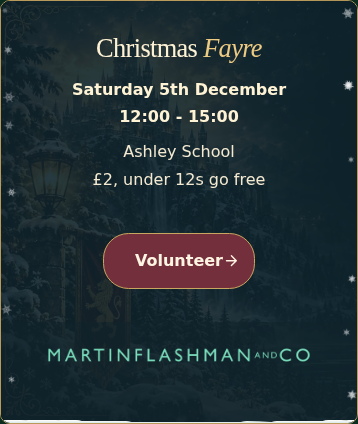 Christmas Fayre
Saturday 5th December
12:00 - 15:00
Ashley School
£2, under 12s go free
Volunteer→
MARTINFLASHMANANDCO